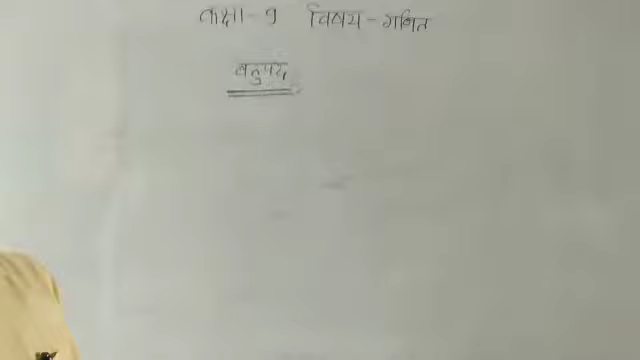 कक्षा - 9 विषय - गणित
बहुपद